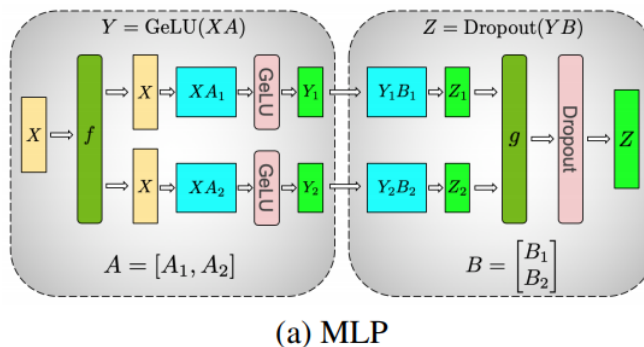 Y = GeLU(XA)
Z = Dropout(YB)
X
f
X
XA₁
GeLU
Y₁
X
XA₂
GeLU
Y₂
Y₁B₁
Z₁
Y₂B₂
Z₂
g
Dropout
Z
A = [A₁, A₂]
B = [B₁
B₂]
(a) MLP